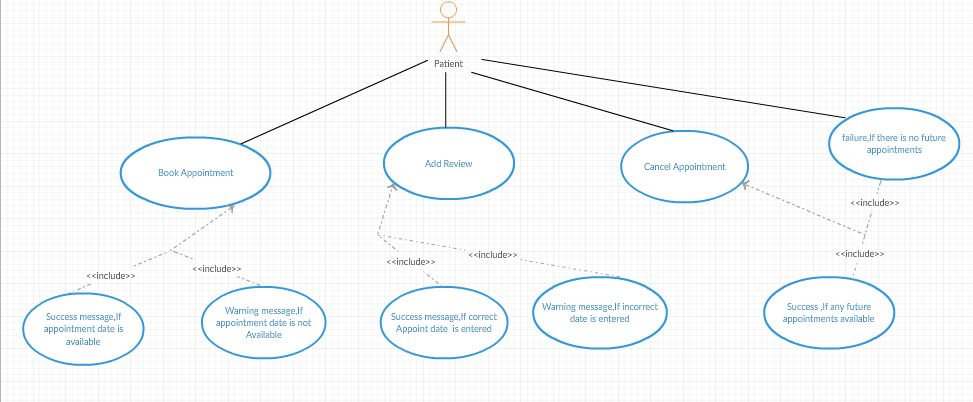 Patient
Book Appointment
Add Review
Cancel Appointment
failure,If there is no future
appointments
<<include>>
<<include>>
<<include>>
<<include>>
<<include>>
<<include>>
Success message,If
appointment date is
available
Warning message,If
appointment date is not
Available
Success message,If correct
Appoint date is entered
Warning message,If incorrect
date is entered
Success ,If any future
appointments available